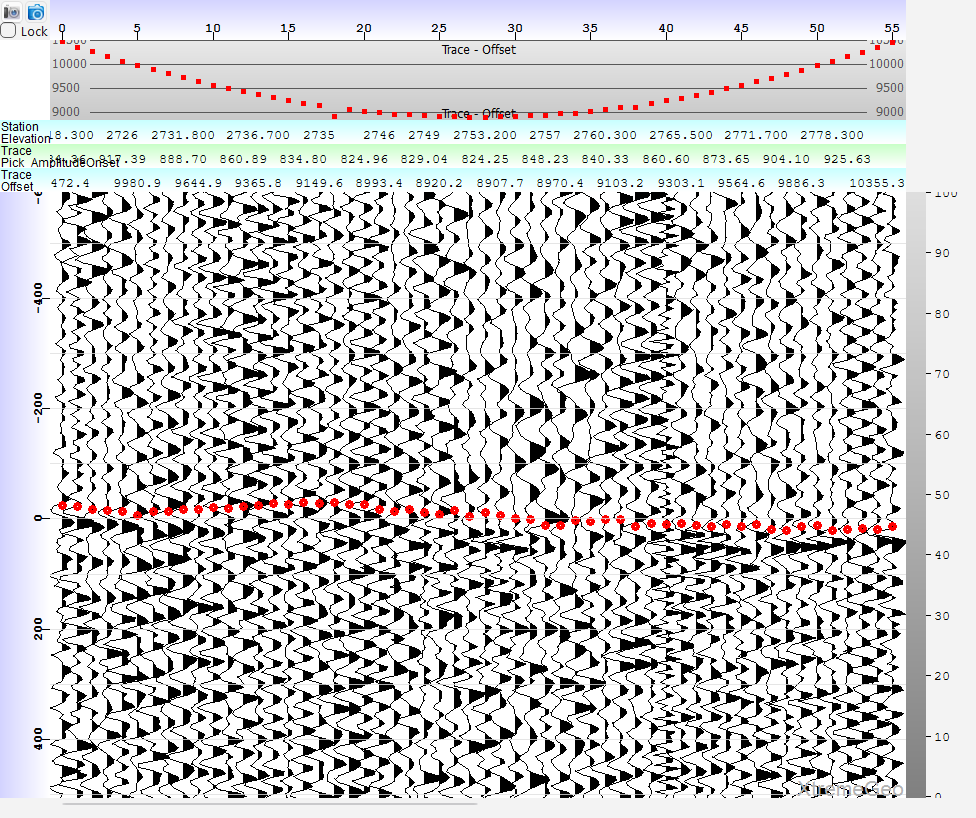 Lock
0 5 10 15 20 25 30 35 40 45 50 55
Trace - Offset
10000 10000
9500 9500
9000 Trace - Offset 9000
Station
Elevation 2726 2731.800 2736.700 2735 2746 2749 2753.200 2757 2760.300 2765.500 2771.700 2778.300
Trace
Pick AmplitudeOnset 888.70 860.89 834.80 824.96 829.04 824.25 848.23 840.33 860.60 873.65 904.10 925.63
Trace
Offset 472.4 9980.9 9644.9 9365.8 9149.6 8993.4 8920.2 8907.7 8970.4 9103.2 9303.1 9564.6 9886.3 10355.3
100
90
-400
80
70
-200
60
50
0
40
200
30
20
400
10
XtremeGeo
0